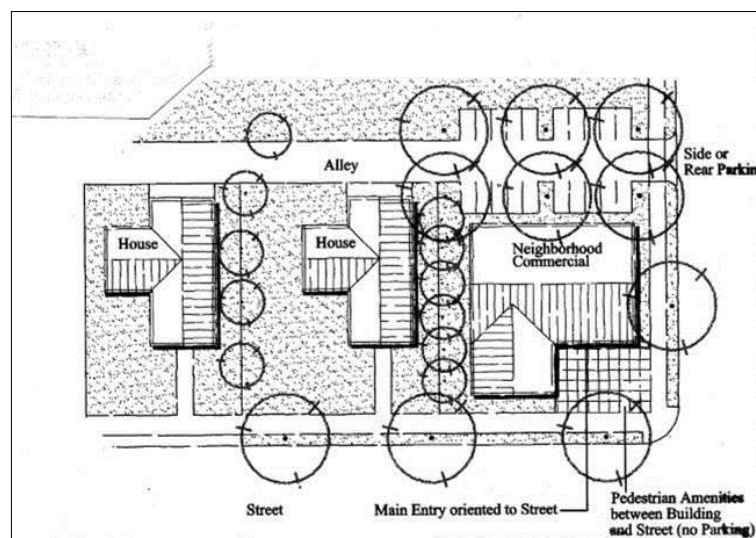 Alley
Side or
Rear Parkin
House
House
Neighborhood
Commercial
Street
Main Entry oriented to Street
Pedestrian Amenities
between Building
and Street (no Parking)